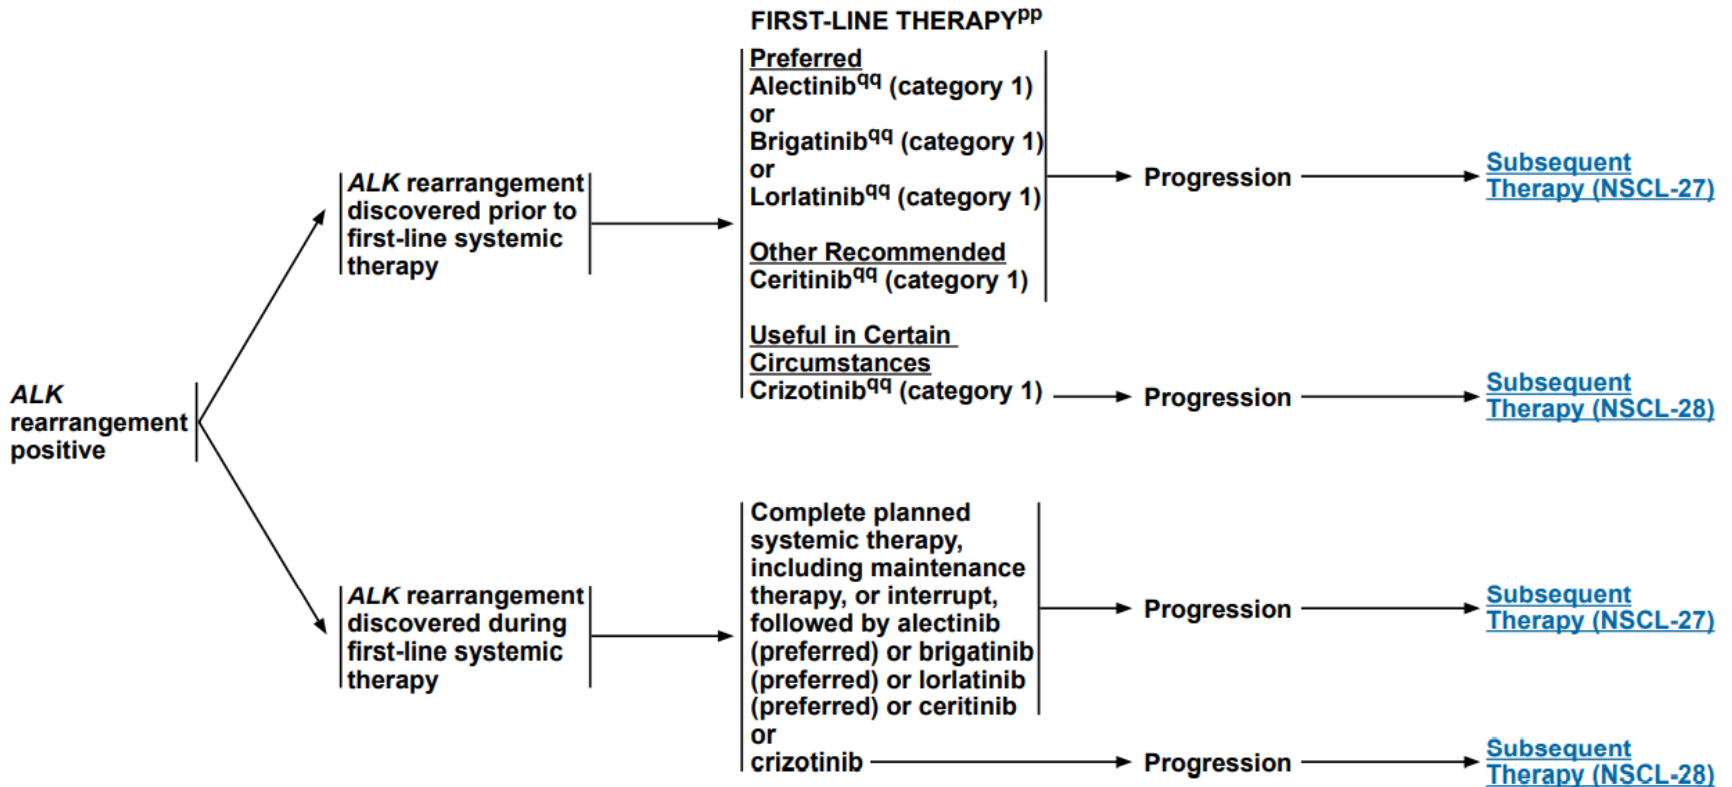 FIRST-LINE THERAPYpp
Preferred
Alectinibqq (category 1)
or
Brigatinibqq (category 1)
or
Lorlatinibqq (category 1)
Other Recommended
Ceritinibqq (category 1)
Useful in Certain
Circumstances
Crizotinibqq (category 1)
ALK rearrangement
discovered prior to
first-line systemic
therapy
Progression
Subsequent
Therapy (NSCL-27)
Progression
Subsequent
Therapy (NSCL-28)
ALK
rearrangement
positive
ALK rearrangement
discovered during
first-line systemic
therapy
Complete planned
systemic therapy,
including maintenance
therapy, or interrupt,
followed by alectinib
(preferred) or brigatinib
(preferred) or lorlatinib
(preferred) or ceritinib
or
crizotinib
Progression
Subsequent
Therapy (NSCL-27)
Progression
Subsequent
Therapy (NSCL-28)